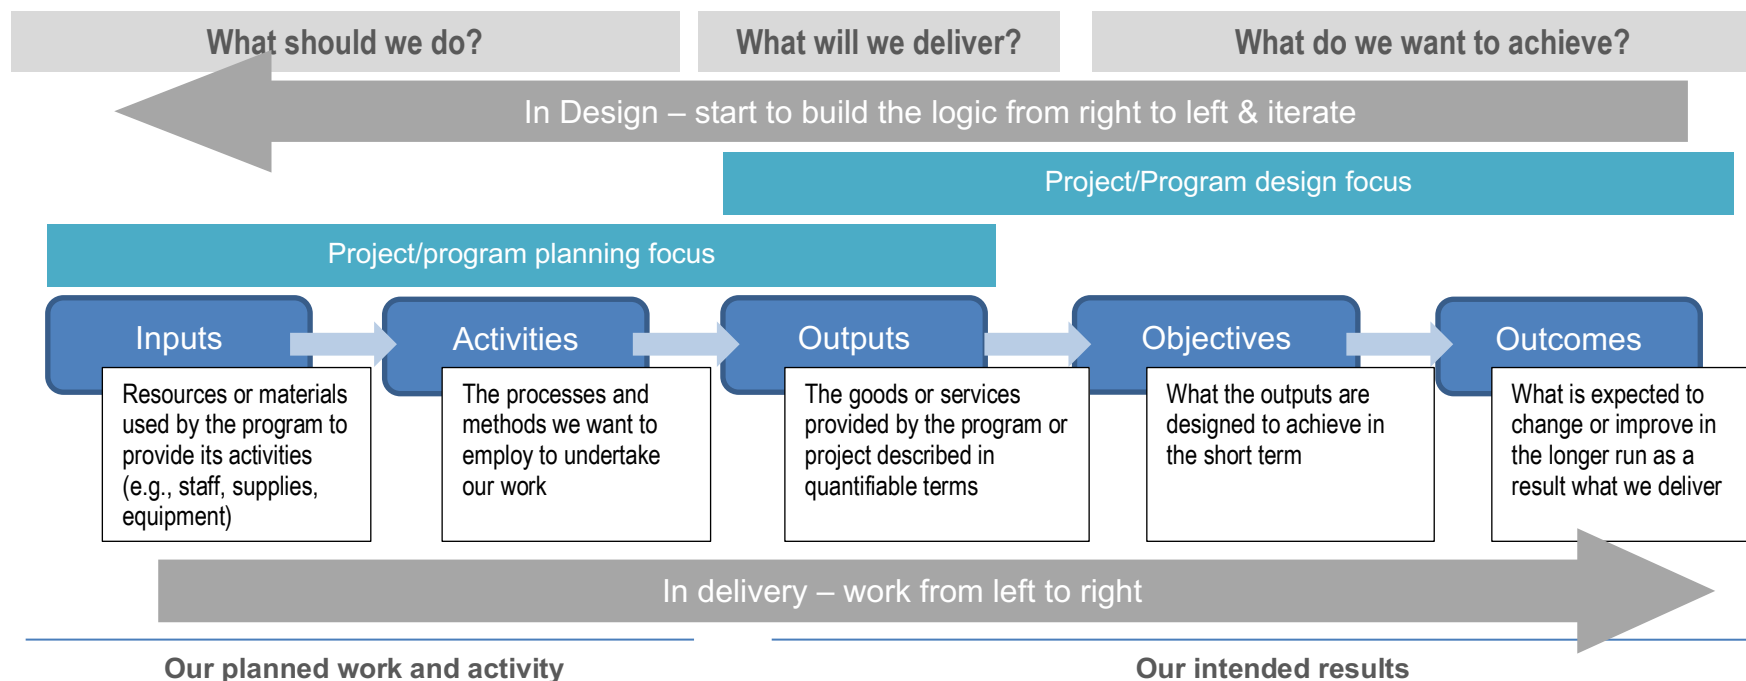 What should we do?
What will we deliver?
What do we want to achieve?
In Design – start to build the logic from right to left & iterate
Project/Program design focus
Project/program planning focus
Inputs
Activities
Outputs
Objectives
Outcomes
Resources or materials
used by the program to
provide its activities
(e.g., staff, supplies,
equipment)
The processes and
methods we want to
employ to undertake
our work
The goods or services
provided by the program or
project described in
quantifiable terms
What the outputs are
designed to achieve in
the short term
What is expected to
change or improve in
the longer run as a
result what we deliver
In delivery – work from left to right
Our planned work and activity
Our intended results